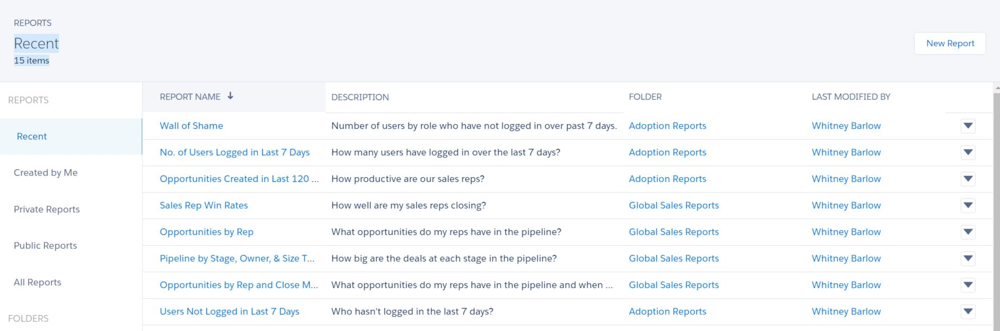 REPORTS
Recent
15 items
New Report
REPORTS
Recent
Created by Me
Private Reports
Public Reports
All Reports
FOLDERS
REPORT NAME ↓ DESCRIPTION FOLDER LAST MODIFIED BY
Wall of Shame Number of users by role who have not logged in over past 7 days. Adoption Reports Whitney Barlow
No. of Users Logged in Last 7 Days How many users have logged in over the last 7 days? Adoption Reports Whitney Barlow
Opportunities Created in Last 120 ... How productive are our sales reps? Adoption Reports Whitney Barlow
Sales Rep Win Rates How well are my sales reps closing? Global Sales Reports Whitney Barlow
Opportunities by Rep What opportunities do my reps have in the pipeline? Global Sales Reports Whitney Barlow
Pipeline by Stage, Owner, & Size T... How big are the deals at each stage in the pipeline? Global Sales Reports Whitney Barlow
Opportunities by Rep and Close M... What opportunities do my reps have in the pipeline and when ... Global Sales Reports Whitney Barlow
Users Not Logged in Last 7 Days Who hasn't logged in the last 7 days? Adoption Reports Whitney Barlow